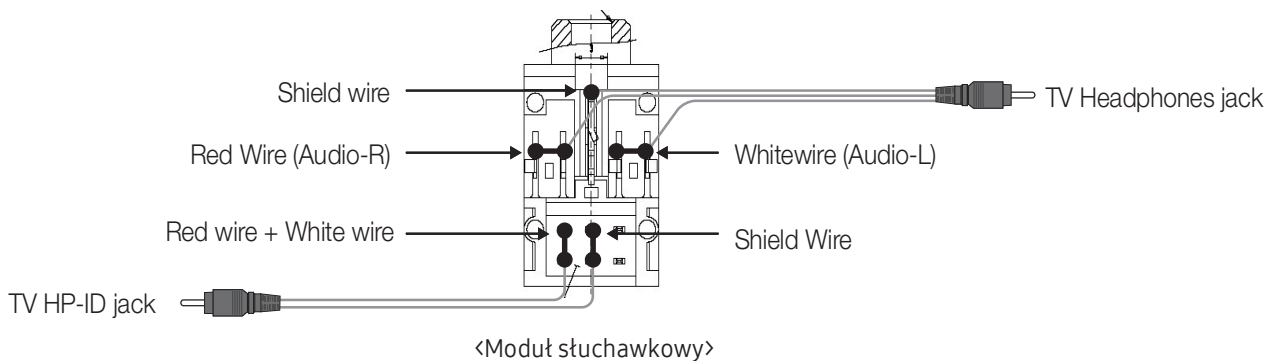 Shield wire
TV Headphones jack
Red Wire (Audio-R)
Whitewire (Audio-L)
Red wire + White wire
Shield Wire
TV HP-ID jack
<Moduł słuchawkowy>